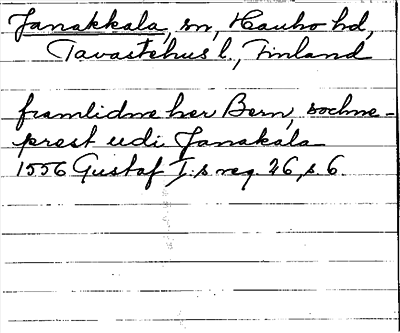 Janakkala, sn, Hauho hd,
Tavastehus l., Finland
framlidne her Bern, sochne-
prest udi Janakala
1556 Gustaf I.s reg. 26, s. 6.